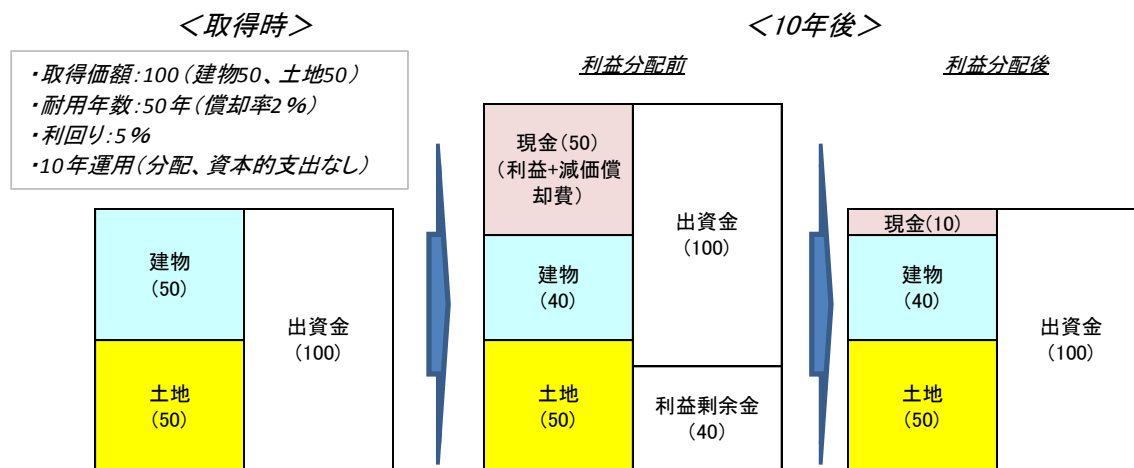 ＜取得時＞
・取得価額：100（建物50、土地50）
・耐用年数：50年（償却率2％）
・利回り：5％
・10年運用（分配、資本的支出なし）
建物
(50)
土地
(50)
出資金
(100)
＜10年後＞
利益分配前
現金(50)
（利益+減価償
却費）
建物
(40)
土地
(50)
出資金
(100)
利益剰余金
(40)
利益分配後
現金(10)
建物
(40)
土地
(50)
出資金
(100)